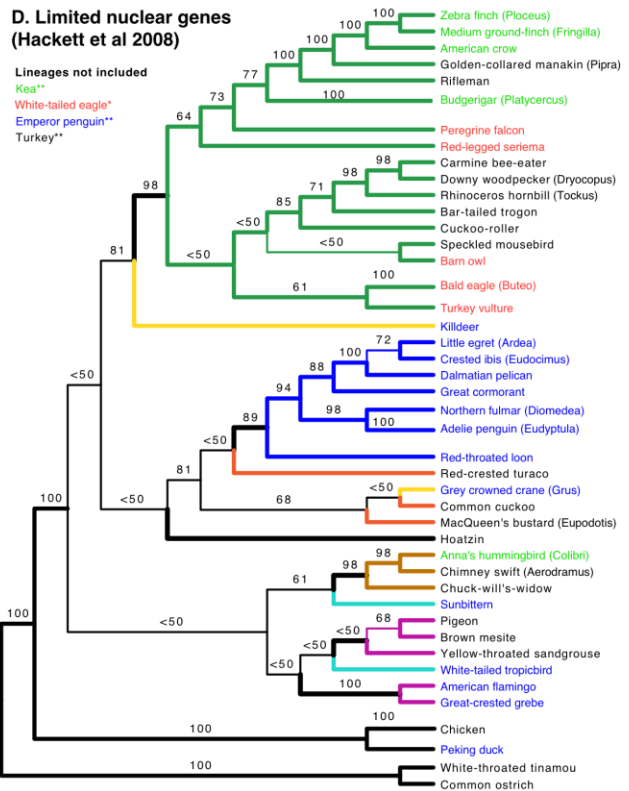 D. Limited nuclear genes
(Hackett et al 2008)
Lineages not included
Kea**
White-tailed eagle*
Emperor penguin**
Turkey**
100 Zebra finch (Ploceus)
100 Medium ground-finch (Fringilla)
100 American crow
100 Golden-collared manakin (Pipra)
77 Rifleman
100 Budgerigar (Platycercus)
73
64 Peregrine falcon
Red-legged seriema
98 Carmine bee-eater
98 Downy woodpecker (Dryocopus)
98 71 Rhinoceros hornbill (Tockus)
85 Bar-tailed trogon
<50 Cuckoo-roller
<50 Speckled mousebird
81 <50 Barn owl
100
61 Bald eagle (Buteo)
Turkey vulture
Killdeer
72 Little egret (Ardea)
100 Crested ibis (Eudocimus)
<50 88 Dalmatian pelican
94 Great cormorant
98 Northern fulmar (Diomedea)
89 100 Adelie penguin (Eudyptula)
<50
Red-throated loon
81 Red-crested turaco
<50 Grey crowned crane (Grus)
100 <50 68 Common cuckoo
MacQueen's bustard (Eupodotis)
Hoatzin
98 Anna's hummingbird (Colibri)
98 Chimney swift (Aerodramus)
61 Chuck-will's-widow
Sunbittern
100 <50 68 Pigeon
<50 Brown mesite
<50 Yellow-throated sandgrouse
<50 White-tailed tropicbird
100 American flamingo
Great-crested grebe
100
100 Chicken
Peking duck
100 White-throated tinamou
Common ostrich